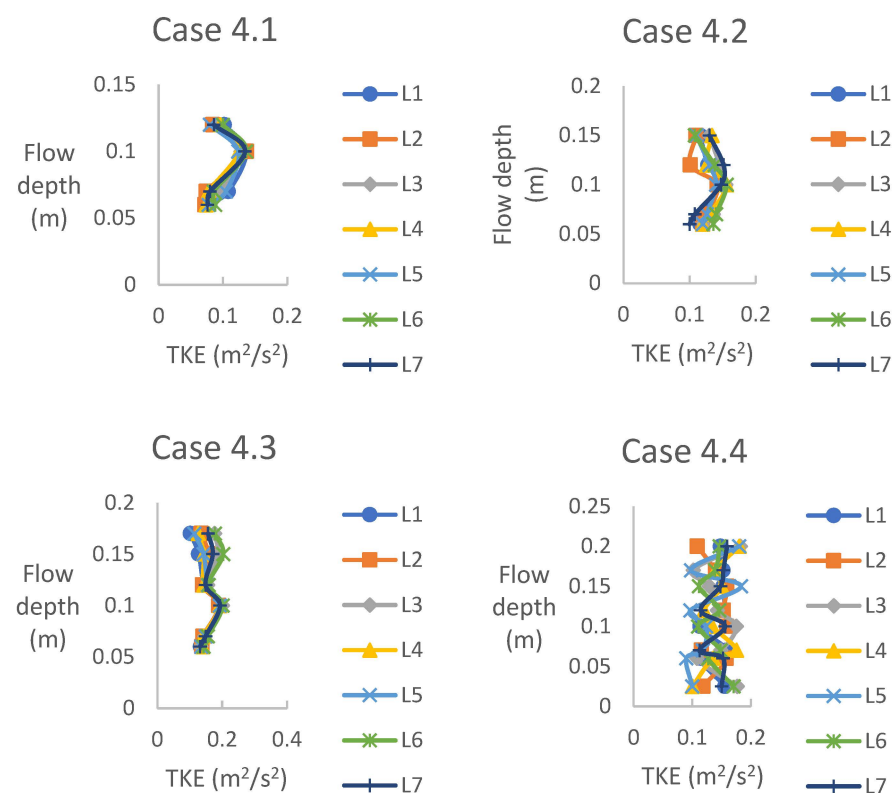 Case 4.1
0.15
0.1
0.05
0
Flow
depth
(m)
0 0.1 0.2
TKE (m²/s²)
L1
L2
L3
L4
L5
L6
L7
Case 4.2
0.2
0.15
0.1
0.05
0
Flow depth
(m)
0 0.1 0.2
TKE (m²/s²)
L1
L2
L3
L4
L5
L6
L7
Case 4.3
0.2
0.15
0.1
0.05
0
Flow
depth
(m)
0 0.2 0.4
TKE (m²/s²)
L1
L2
L3
L4
L5
L6
L7
Case 4.4
0.25
0.2
0.15
0.1
0.05
0
Flow
depth
(m)
0 0.1 0.2
TKE (m²/s²)
L1
L2
L3
L4
L5
L6
L7